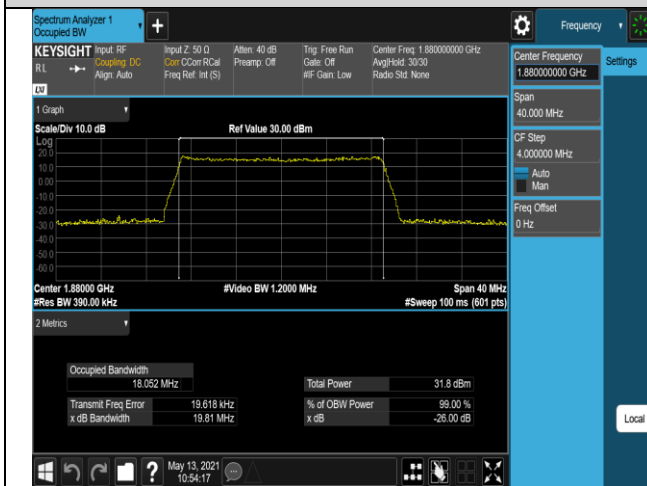 Spectrum Analyzer 1
Occupied BW
Frequency
KEYSIGHT
R L
LXI
Input: RF
Coupling: DC
Align: Auto
Input Z: 50 Ω
Corr CCorr RCal
Freq Ref: Int (S)
Atten: 40 dB
Preamp: Off
Trig: Free Run
Gate: Off
#IF Gain: Low
Center Freq: 1.880000000 GHz
Avg|Hold: 30/30
Radio Std: None
1 Graph
Scale/Div 10.0 dB
Ref Value 30.00 dBm
Log
20.0
10.0
0.00
-10.0
-20.0
-30.0
-40.0
-50.0
-60.0
Center 1.88000 GHz
#Video BW 1.2000 MHz
Span 40 MHz
#Res BW 390.00 kHz
#Sweep 100 ms (601 pts)
2 Metrics
Occupied Bandwidth
18.052 MHz
Total Power 31.8 dBm
Transmit Freq Error 19.618 kHz
% of OBW Power 99.00 %
x dB Bandwidth 19.81 MHz
x dB -26.00 dB
May 13, 2021
10:54:17
Center Frequency
1.880000000 GHz
Settings
Span
40.000 MHz
CF Step
4.000000 MHz
Auto
Man
Freq Offset
0 Hz
Local